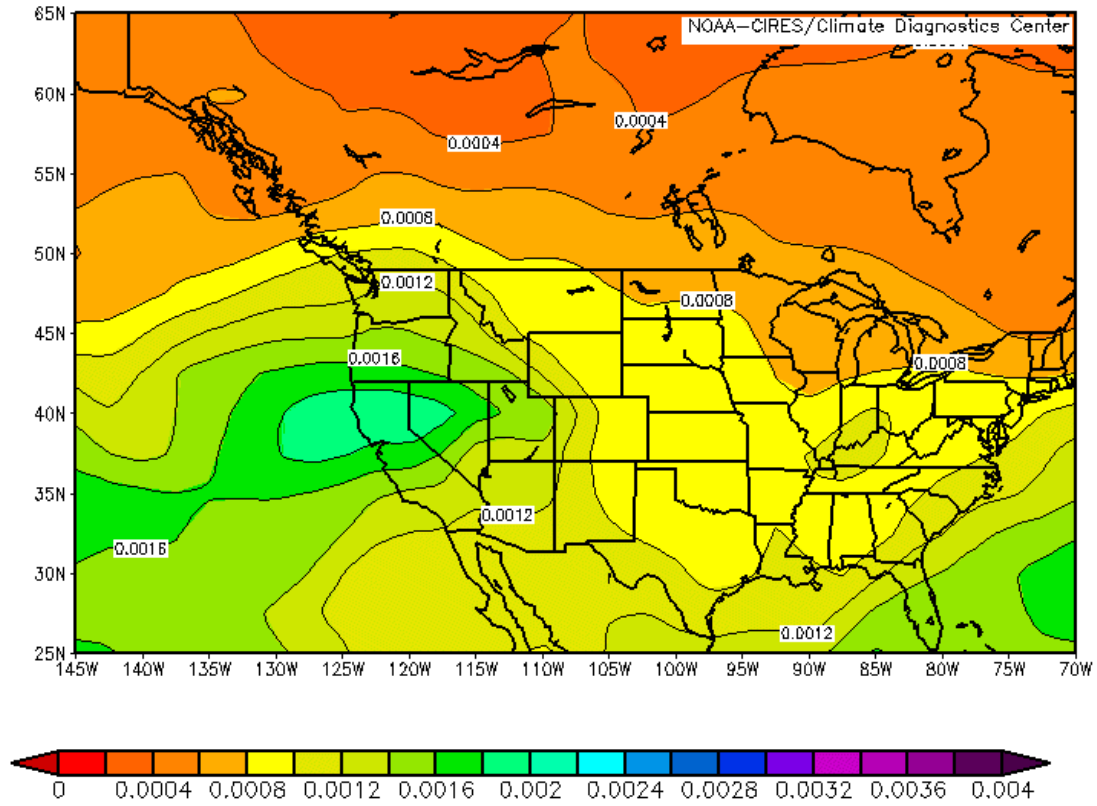 65N
NOAA-CIRES/Climate Diagnostics Center
60N
0.0004
0.0004
55N
0.0008
50N
0.0012
0.0008
45N
0.0016
0.0008
40N
35N
0.0012
0.0016
30N
0.0012
25N
145W 140W 135W 130W 125W 120W 115W 110W 105W 100W 95W 90W 85W 80W 75W 70W
0 0.0004 0.0008 0.0012 0.0016 0.002 0.0024 0.0028 0.0032 0.0036 0.004